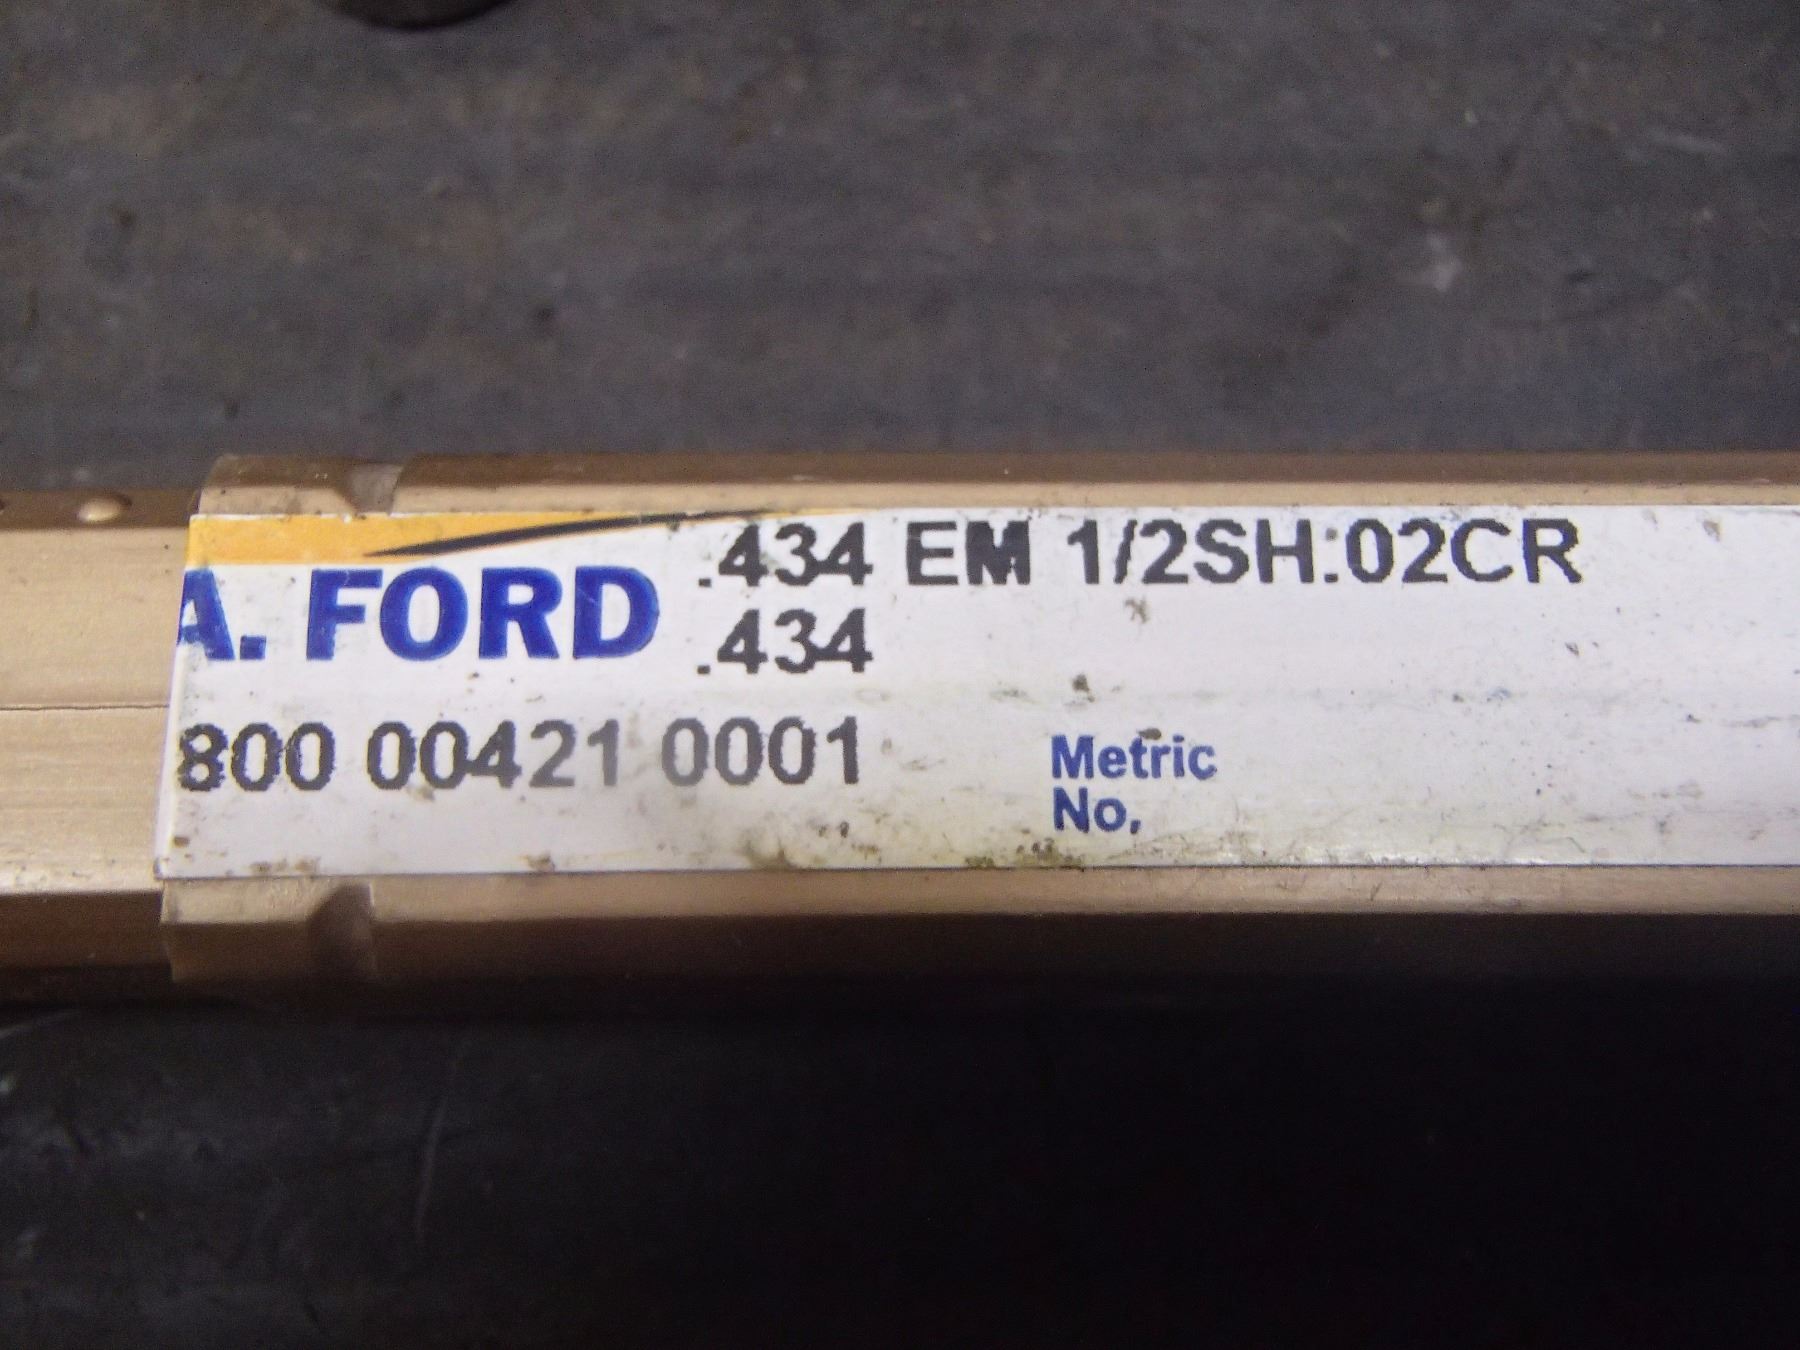 .434 EM 1/2SH:02CR
A. FORD
.434
800 00421 0001
Metric
No.